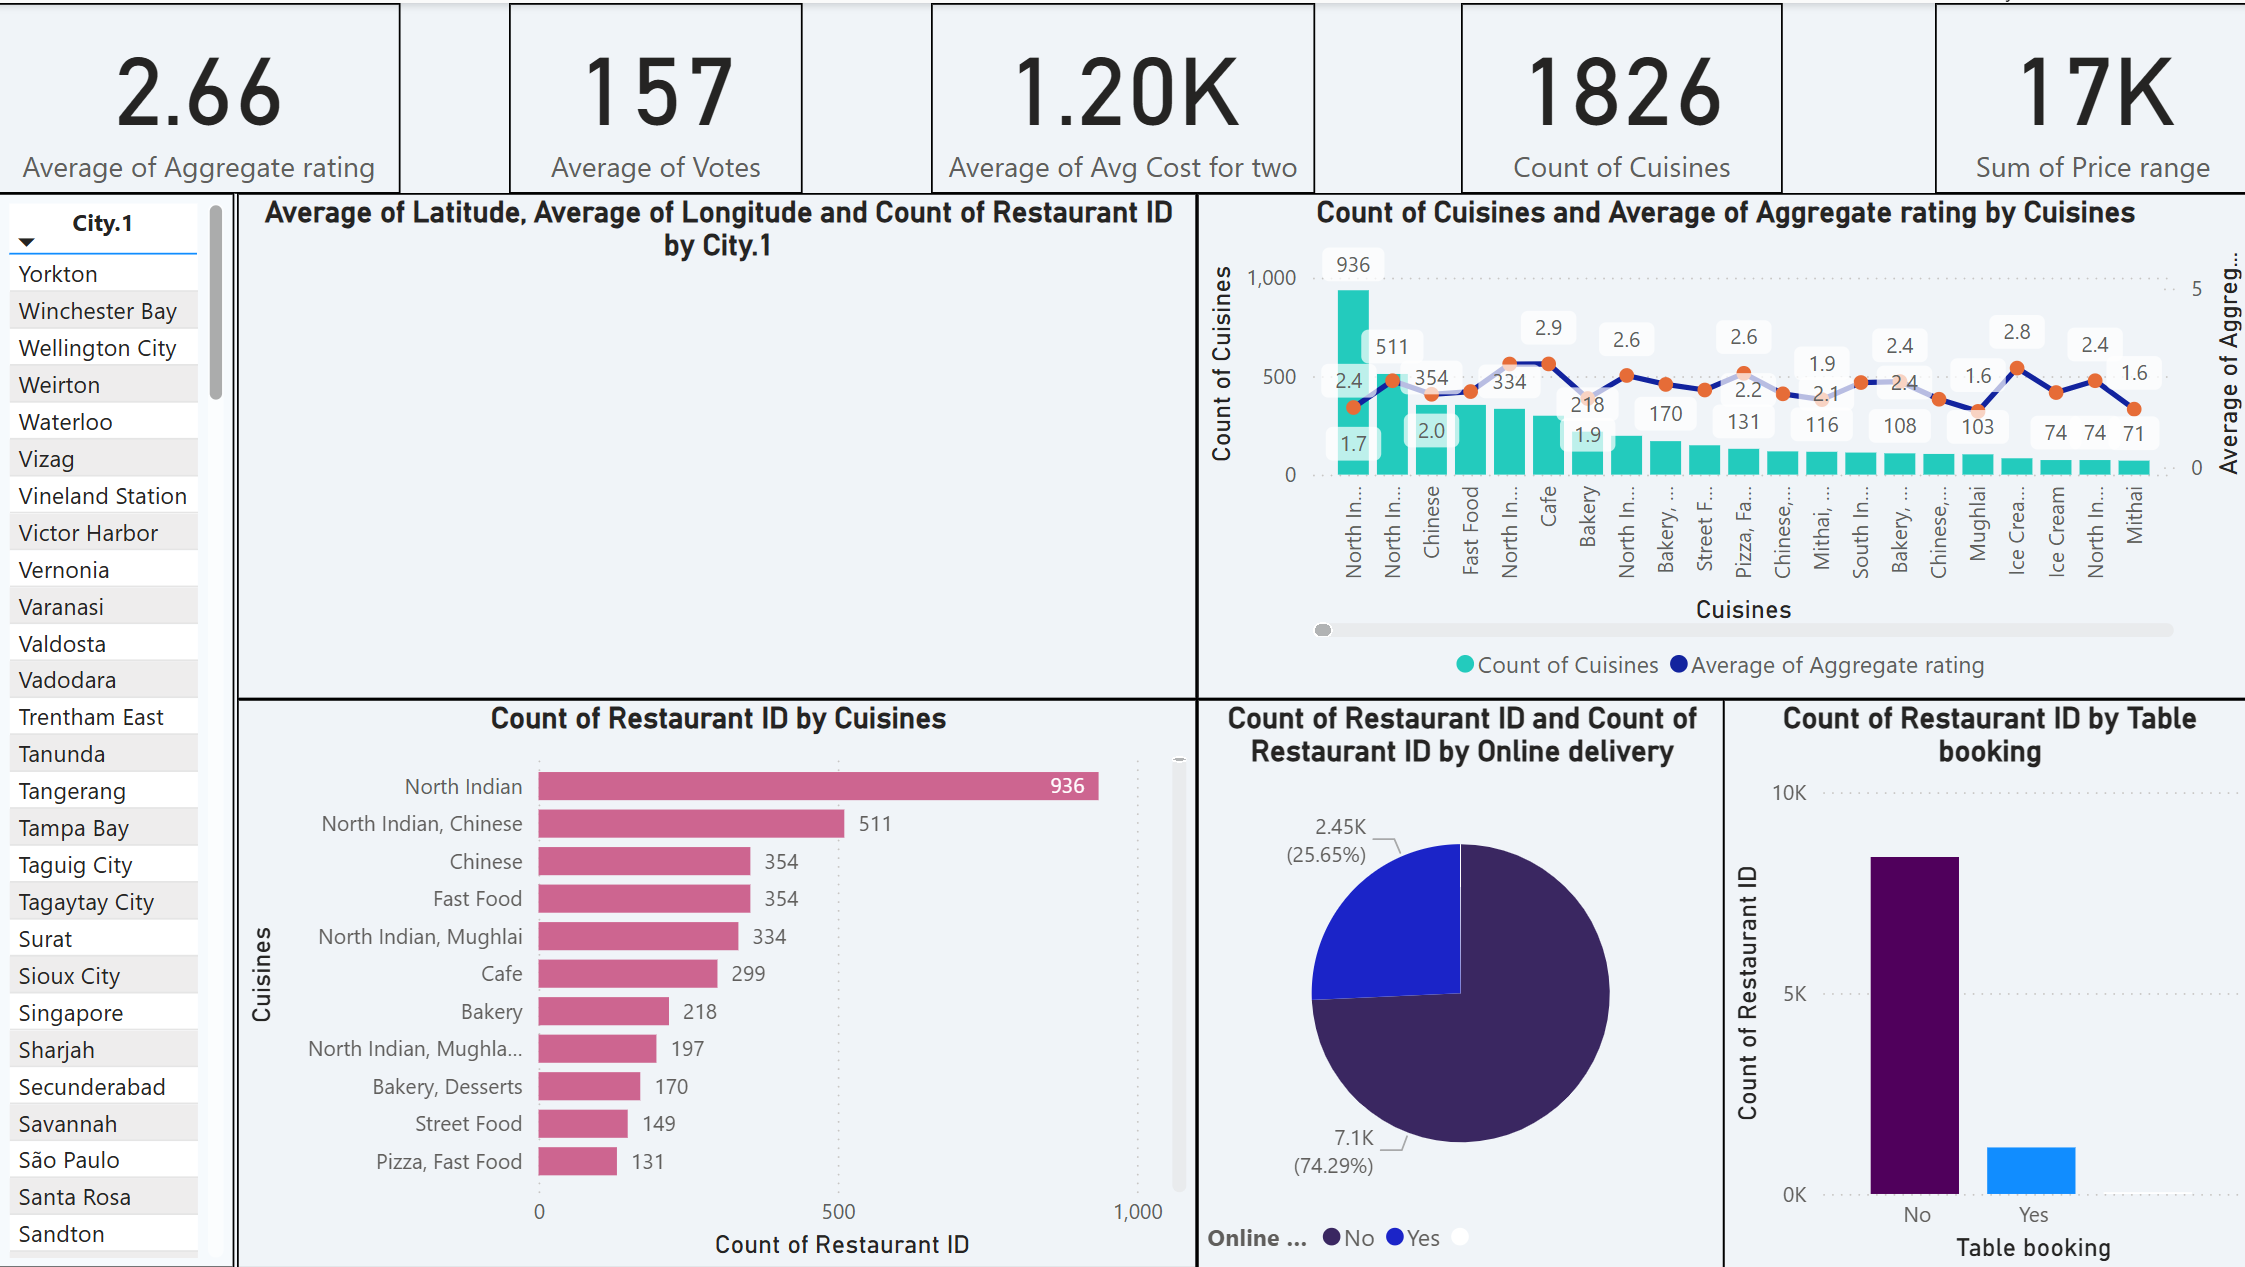 2.66
Average of Aggregate rating
157
Average of Votes
1.20K
Average of Avg Cost for two
1826
Count of Cuisines
17K
Sum of Price range
City.1
Yorkton
Winchester Bay
Wellington City
Weirton
Waterloo
Vizag
Vineland Station
Victor Harbor
Vernonia
Varanasi
Valdosta
Vadodara
Trentham East
Tanunda
Tangerang
Tampa Bay
Taguig City
Tagaytay City
Surat
Sioux City
Singapore
Sharjah
Secunderabad
Savannah
São Paulo
Santa Rosa
Sandton
Average of Latitude, Average of Longitude and Count of Restaurant ID
by City.1
Count of Cuisines and Average of Aggregate rating by Cuisines
Count of Cuisines
1,000
500
0
936
511
354
334
218
170
131
116
108
103
74
74
71
2.4
1.7
2.0
2.9
1.9
2.6
2.6
2.2
1.9
2.1
2.4
2.4
1.6
2.8
2.4
1.6
5
0
Average of Aggreg...
North In...
North In...
Chinese
Fast Food
North In...
Cafe
Bakery
North In...
Bakery, ...
Street F...
Pizza, Fa...
Chinese,...
Mithai, ...
South In...
Bakery, ...
Chinese,...
Mughlai
Ice Crea...
Ice Cream
North In...
Mithai
Cuisines
Count of Cuisines
Average of Aggregate rating
Count of Restaurant ID by Cuisines
Cuisines
North Indian 936
North Indian, Chinese 511
Chinese 354
Fast Food 354
North Indian, Mughlai 334
Cafe 299
Bakery 218
North Indian, Mughla... 197
Bakery, Desserts 170
Street Food 149
Pizza, Fast Food 131
0 500 1,000
Count of Restaurant ID
Count of Restaurant ID and Count of
Restaurant ID by Online delivery
2.45K
(25.65%)
7.1K
(74.29%)
Online ... No Yes
Count of Restaurant ID by Table
booking
Count of Restaurant ID
10K
5K
0K
No Yes
Table booking